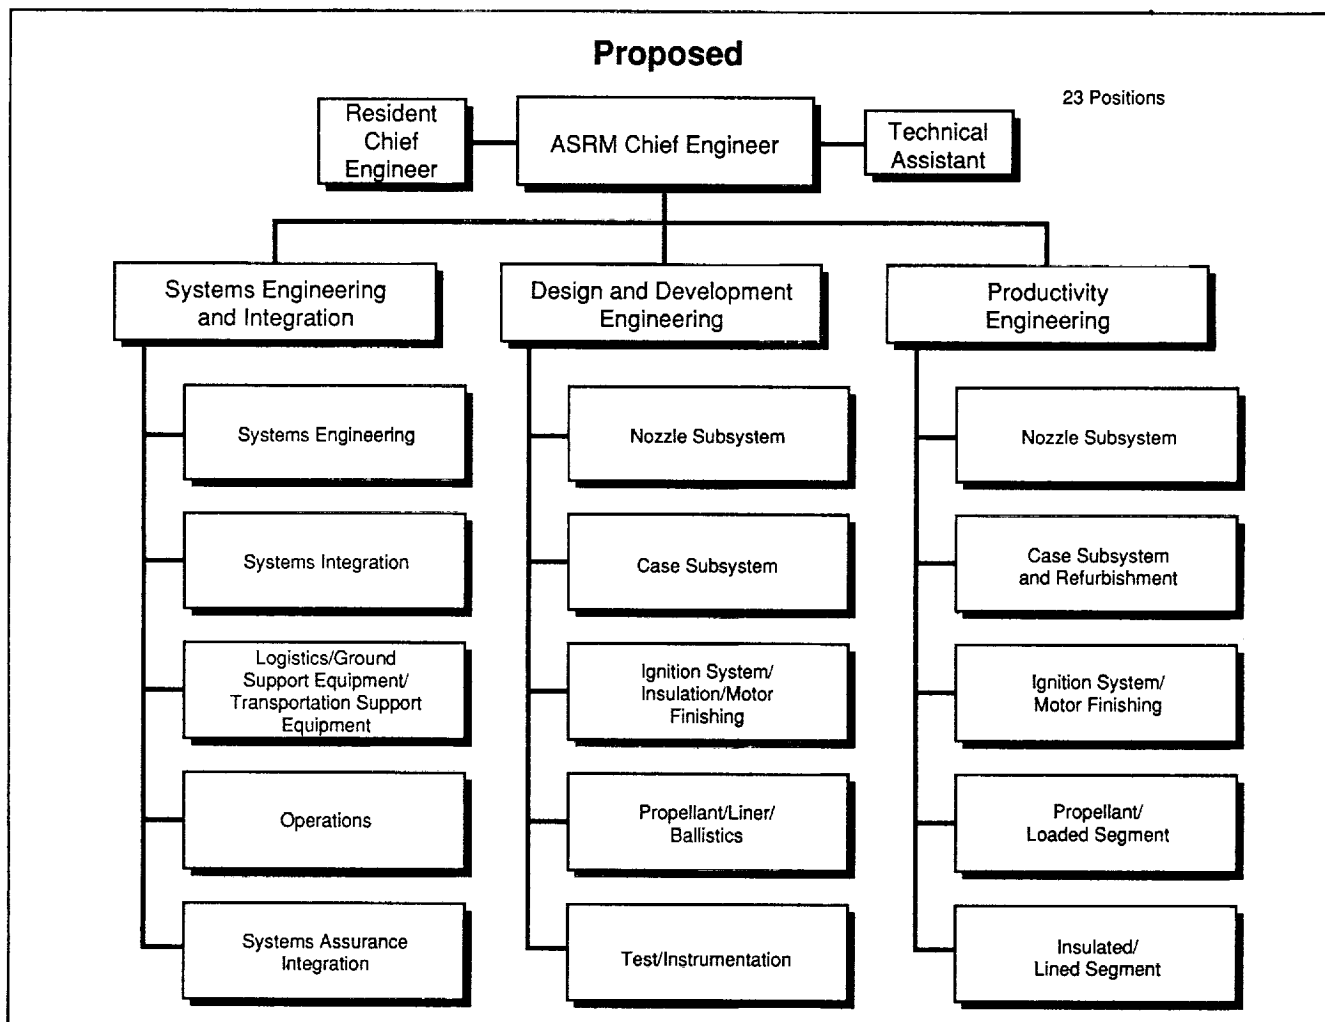 Proposed
23 Positions
Resident
Chief
Engineer
ASRM Chief Engineer
Technical
Assistant
Systems Engineering
and Integration
Design and Development
Engineering
Productivity
Engineering
Systems Engineering
Nozzle Subsystem
Nozzle Subsystem
Systems Integration
Case Subsystem
Case Subsystem
and Refurbishment
Logistics/Ground
Support Equipment/
Transportation Support
Equipment
Ignition System/
Insulation/Motor
Finishing
Ignition System/
Motor Finishing
Operations
Propellant/Liner/
Ballistics
Propellant/
Loaded Segment
Systems Assurance
Integration
Test/Instrumentation
Insulated/
Lined Segment